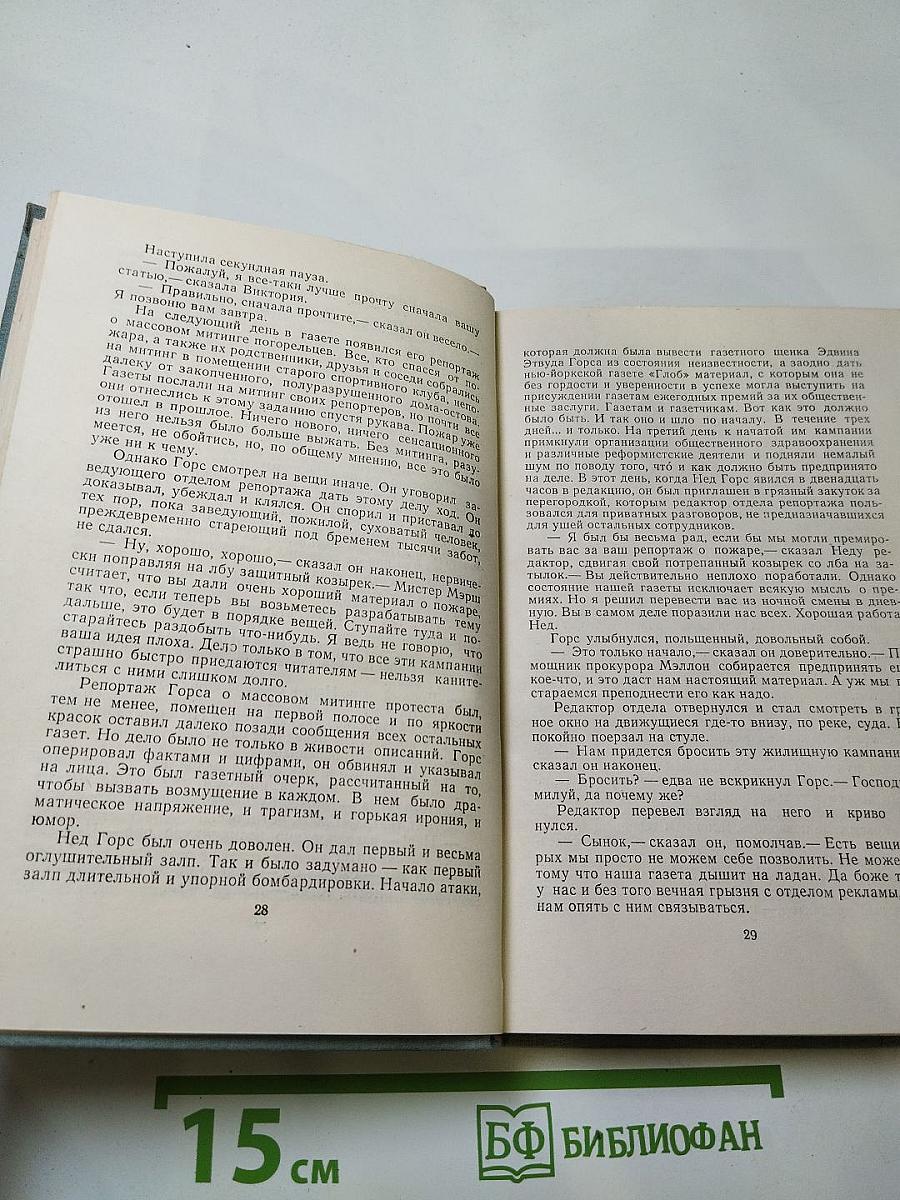 Наступила секундная пауза.
— Пожалуй, я все-таки лучше прочту сначала вашу
статью,— сказала Виктория.
— Правильно, сначала прочтите,— сказал он весело.—
Я позвоню вам завтра.
На следующий день в газете появился его репортаж
о массовом митинге погорельцев. Все, кто спасся от по-
жара, а также их родственники, друзья и соседи собрались
на митинг в помещении старого спортивного клуба, непо-
далеку от закопченного, полуразрушенного дома-остова.
Газеты послали на митинг своих репортеров, но почти все
они отнеслись к этому заданию спустя рукава. Пожар уже
отошел в прошлое. Ничего нового, ничего сенсационного
из него нельзя было больше выжать. Без митинга, разу-
меется, не обойтись, но, по общему мнению, все это было
уже ни к чему.
Однако Горс смотрел на вещи иначе. Он уговорил за-
ведующего отделом репортажа дать этому делу ход. Он
доказывал, убеждал и клялся. Он спорил и приставал до
тех пор, пока заведующий, пожилой, суховатый человек,
преждевременно стареющий под бременем тысячи забот,
не сдался.
— Ну, хорошо, хорошо,— сказал он наконец, нервиче-
ски поправляя на лбу защитный козырек.— Мистер Мэрш
считает, что вы дали очень хороший материал о пожаре,
так что, если теперь вы возьметесь разрабатывать тему
дальше, это будет в порядке вещей. Ступайте туда и по-
старайтесь раздобыть что-нибудь. Я ведь не говорю, что
ваша идея плоха. Дело только в том, что все эти кампании
страшно быстро приедаются читателям — нельзя каните-
литься с ними слишком долго.
Репортаж Горса о массовом митинге протеста был,
тем не менее, помещен на первой полосе и по яркости
красок оставил далеко позади сообщения всех остальных
газет. Но дело было не только в живости описаний. Горс
оперировал фактами и цифрами, он обвинял и указывал
на лица. Это был газетный очерк, рассчитанный на то,
чтобы вызвать возмущение в каждом. В нем было дра-
матическое напряжение, и трагизм, и горькая ирония, и
юмор.
Нед Горс был очень доволен. Он дал первый и весьма
оглушительный залп. Так и было задумано — как первый
залп длительной и упорной бомбардировки. Начало атаки,
28
которая должна была вывести газетного щенка Эдвина
Этвуда Горса из состояния неизвестности, а заодно дать
нью-йоркской газете «Глоб» материал, с которым она не
без гордости и уверенности в успехе могла выступить на
присуждении газетам ежегодных премий за их обществен-
ные заслуги. Газетам и газетчикам. Вот как это должно
было быть. И так оно и шло по началу. В течение трех
дней... и только. На третий день к начатой им кампании
примкнули организации общественного здравоохранения
и различные реформистские деятели и подняли немалый
шум по поводу того, что́ и как должно быть предпринято
на деле. В этот день, когда Нед Горс явился в двенадцать
часов в редакцию, он был приглашен в грязный закуток за
перегородкой, которым редактор отдела репортажа поль-
зовался для приватных разговоров, не предназначавшихся
для ушей остальных сотрудников.
— Я был бы весьма рад, если бы мы могли премиро-
вать вас за ваш репортаж о пожаре,— сказал Неду ре-
дактор, сдвигая свой потрепанный козырек со лба на за-
тылок.— Вы действительно неплохо поработали. Однако
состояние нашей газеты исключает всякую мысль о пре-
миях. Но я решил перевести вас из ночной смены в днев-
ную. Вы в самом деле поразили нас всех. Хорошая работа
Нед.
Горс улыбнулся, польщенный, довольный собой.
— Это только начало,— сказал он доверительно.— П
мощник прокурора Мэллон собирается предпринять е
кое-что, и это даст нам настоящий материал. А уж мы п
стараемся преподнести его как надо.
Редактор отдела отвернулся и стал смотреть в гр
ное окно на движущиеся где-то внизу, по реке, суда.
покойно поерзал на стуле.
— Нам придется бросить эту жилищную кампани
сказал он наконец.
— Бросить? — едва не вскрикнул Горс.— Господ
милуй, да почему же?
Редактор перевел взгляд на него и криво
нулся.
— Сынок,— сказал он, помолчав.— Есть вещи
рых мы просто не можем себе позволить. Не може
тому что наша газета дышит на ладан. Да боже т
у нас и без того вечная грызня с отделом рекламы,
нам опять с ним связываться.
29
15 см
БФ БИБЛИОФАН